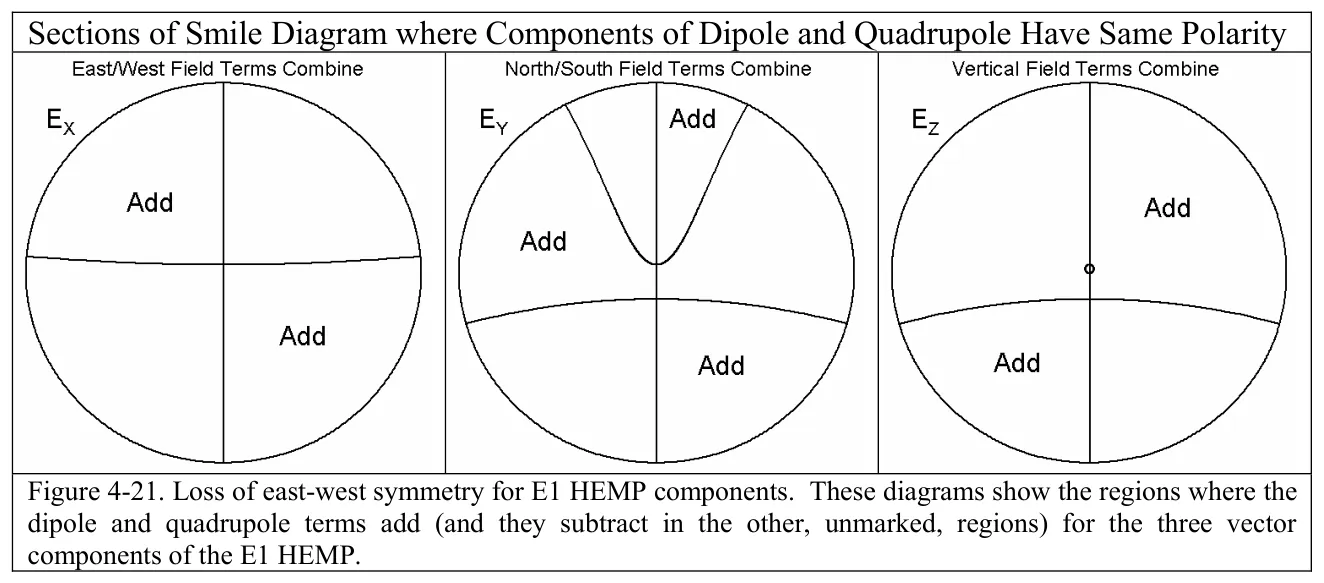 Sections of Smile Diagram where Components of Dipole and Quadrupole Have Same Polarity
East/West Field Terms Combine
E_X
Add
Add
North/South Field Terms Combine
E_Y
Add
Add
Add
Vertical Field Terms Combine
E_Z
Add
Add
Figure 4-21. Loss of east-west symmetry for E1 HEMP components. These diagrams show the regions where the
dipole and quadrupole terms add (and they subtract in the other, unmarked, regions) for the three vector
components of the E1 HEMP.